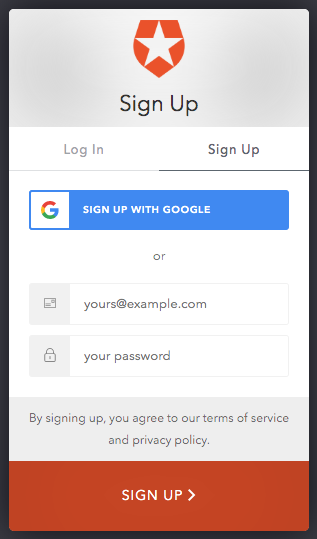 Sign Up
Log In
Sign Up
SIGN UP WITH GOOGLE
or
yours@example.com
your password
By signing up, you agree to our terms of service
and privacy policy.
SIGN UP